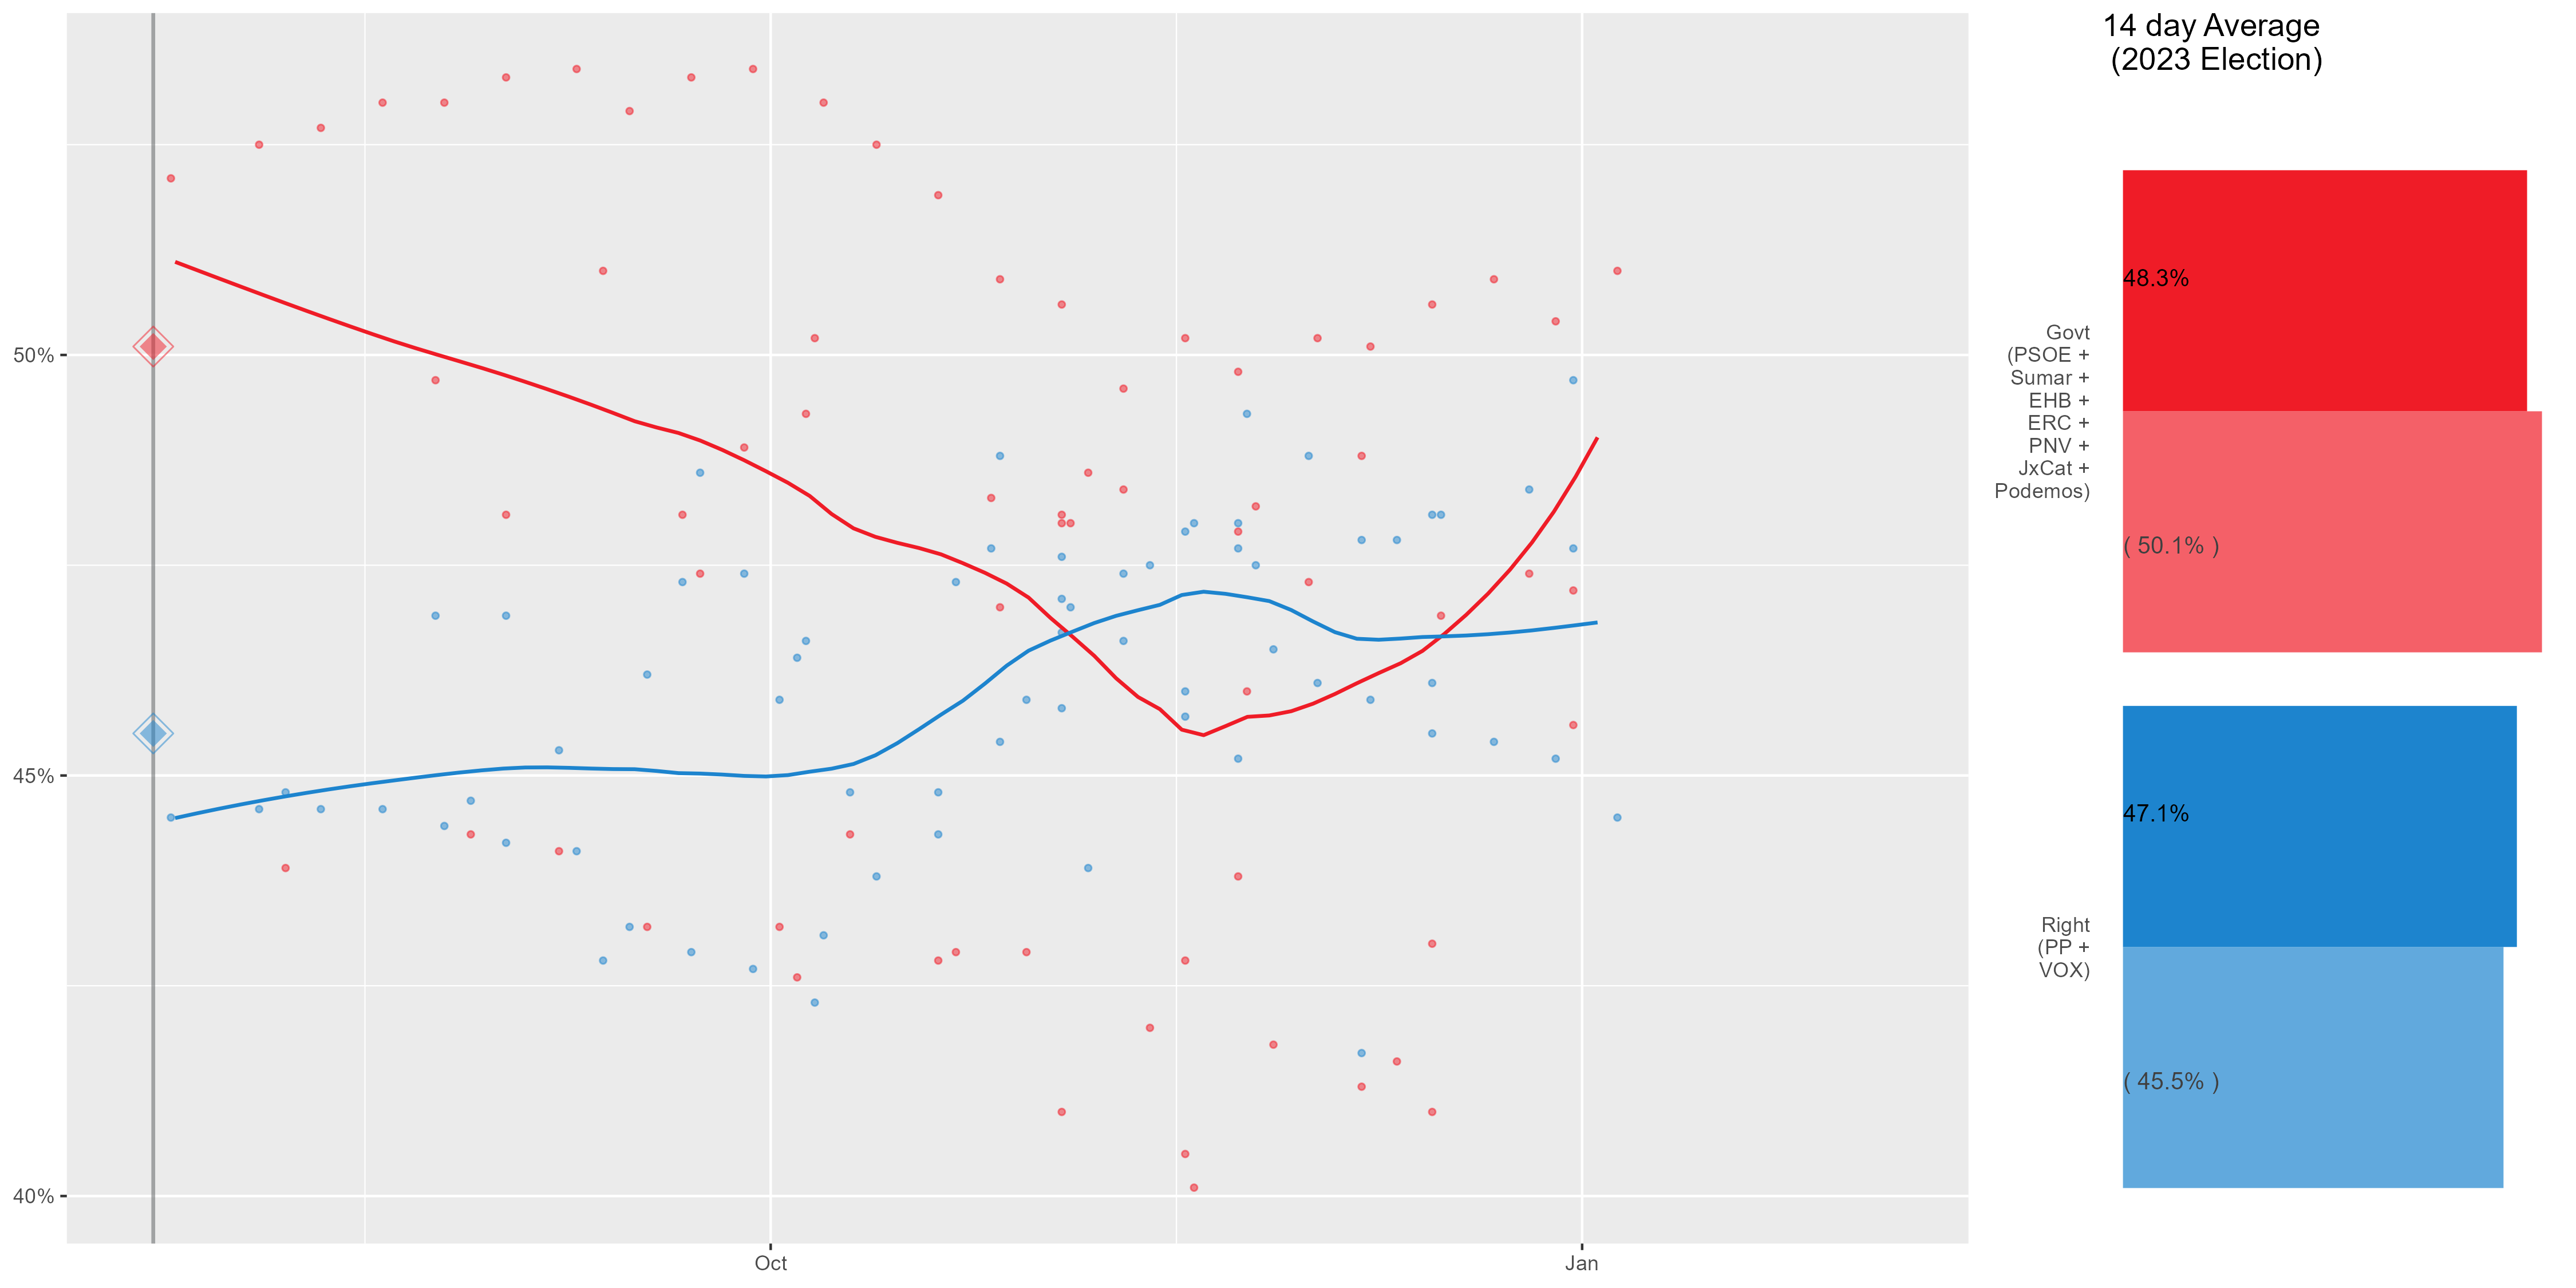 14 day Average
(2023 Election)
50%
45%
40%
Oct
Jan
Govt
(PSOE +
Sumar +
EHB +
ERC +
PNV +
JxCat +
Podemos)
48.3%
( 50.1% )
Right
(PP +
VOX)
47.1%
( 45.5% )